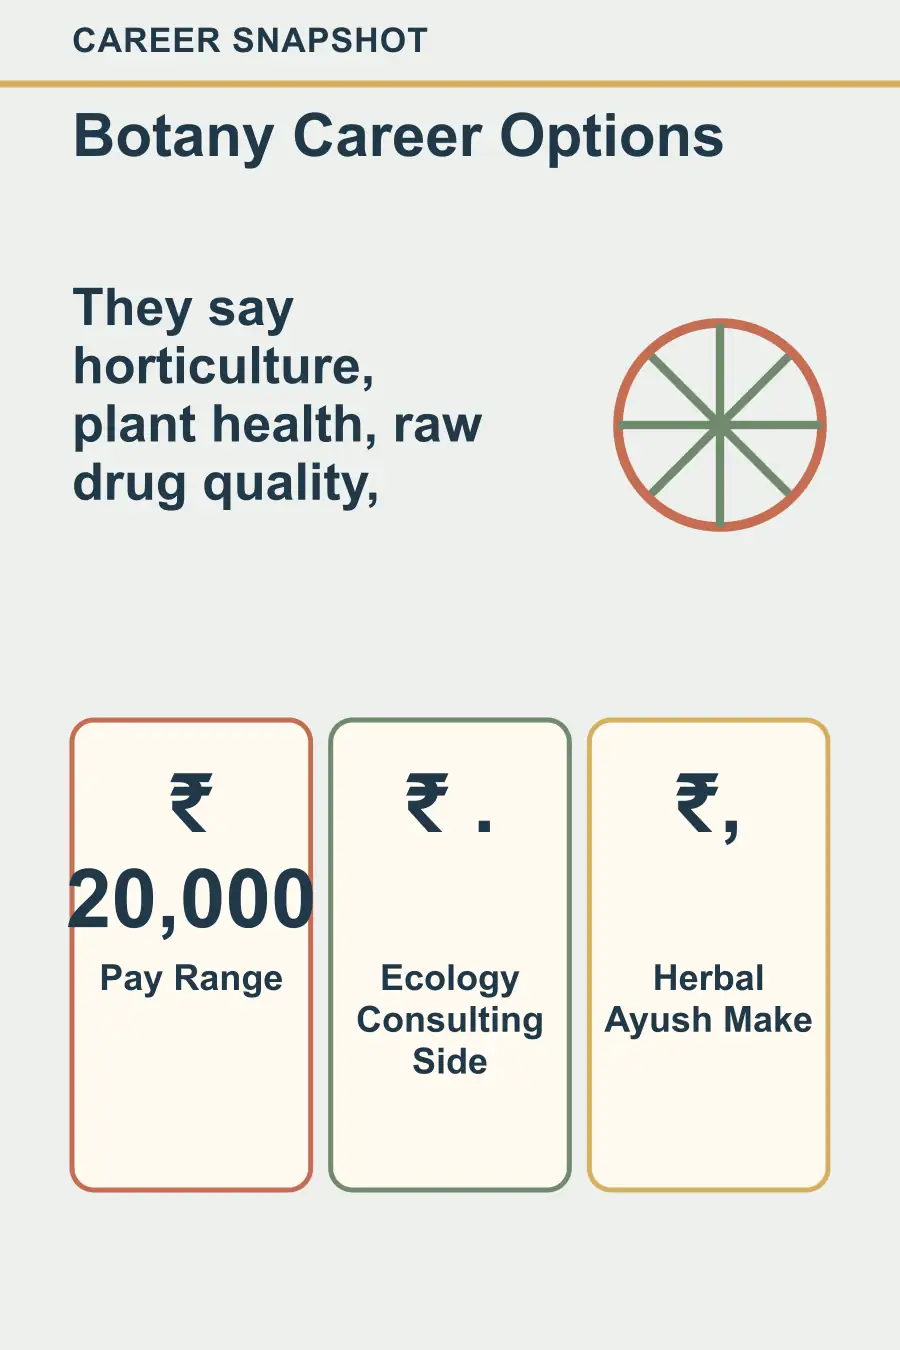 CAREER SNAPSHOT
Botany Career Options
They say
horticulture,
plant health, raw
drug quality,
₹
20,000
Pay Range
₹ .
Ecology
Consulting
Side
₹,
Herbal
Ayush Make